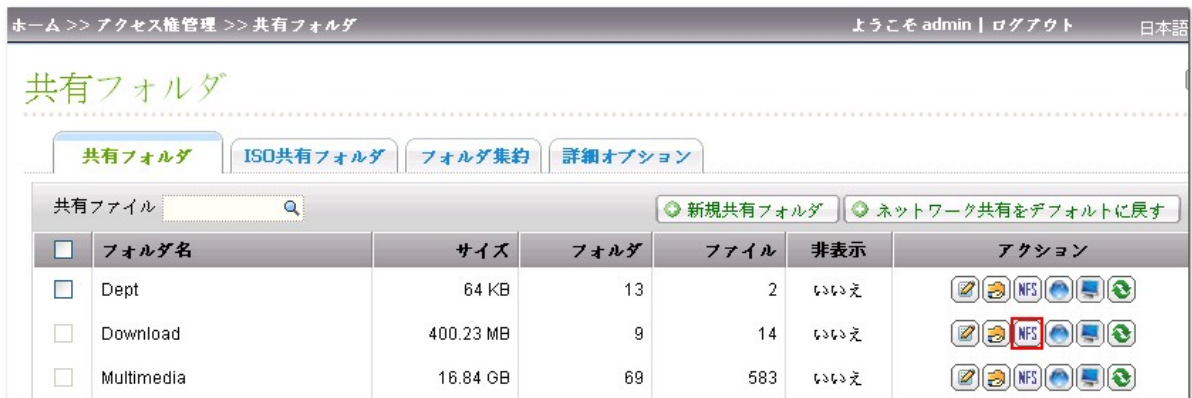 ホーム >> アクセス権管理 >> 共有フォルダ ようこそ admin | ログアウト 日本語
共有フォルダ
共有フォルダ ISO共有フォルダ フォルダ集約 詳細オプション
共有ファイル 新規共有フォルダ ネットワーク共有をデフォルトに戻す
フォルダ名 サイズ フォルダ ファイル 非表示 アクション
Dept 64 KB 13 2 いいえ NFS
Download 400.23 MB 9 14 いいえ NFS
Multimedia 16.84 GB 69 583 いいえ NFS